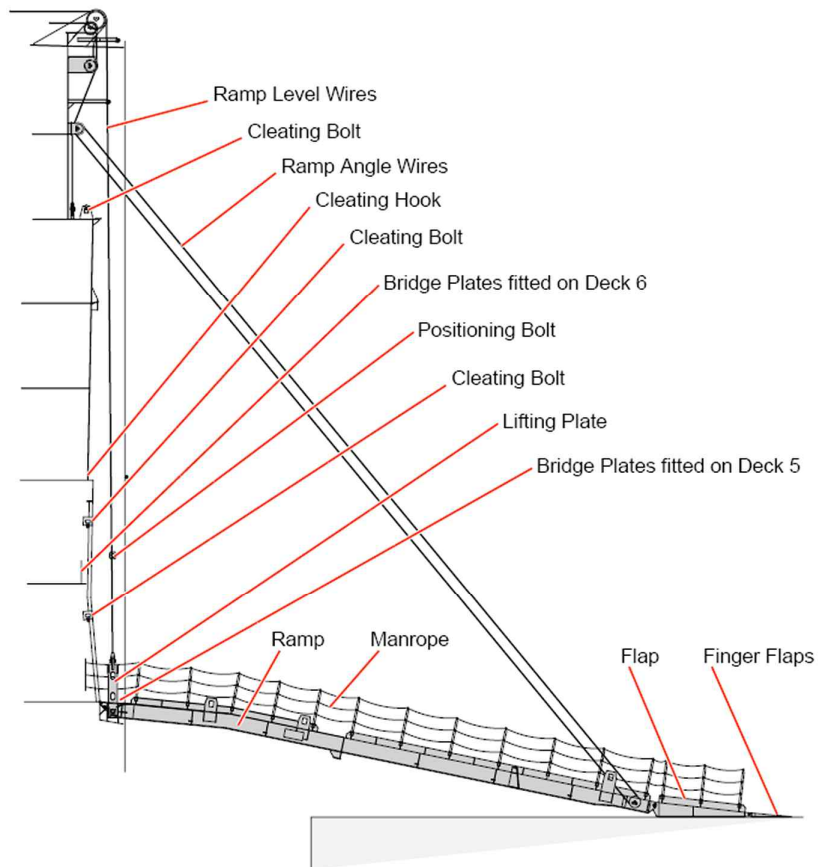 Ramp Level Wires
Cleating Bolt
Ramp Angle Wires
Cleating Hook
Cleating Bolt
Bridge Plates fitted on Deck 6
Positioning Bolt
Cleating Bolt
Lifting Plate
Bridge Plates fitted on Deck 5
Ramp
Manrope
Flap
Finger Flaps